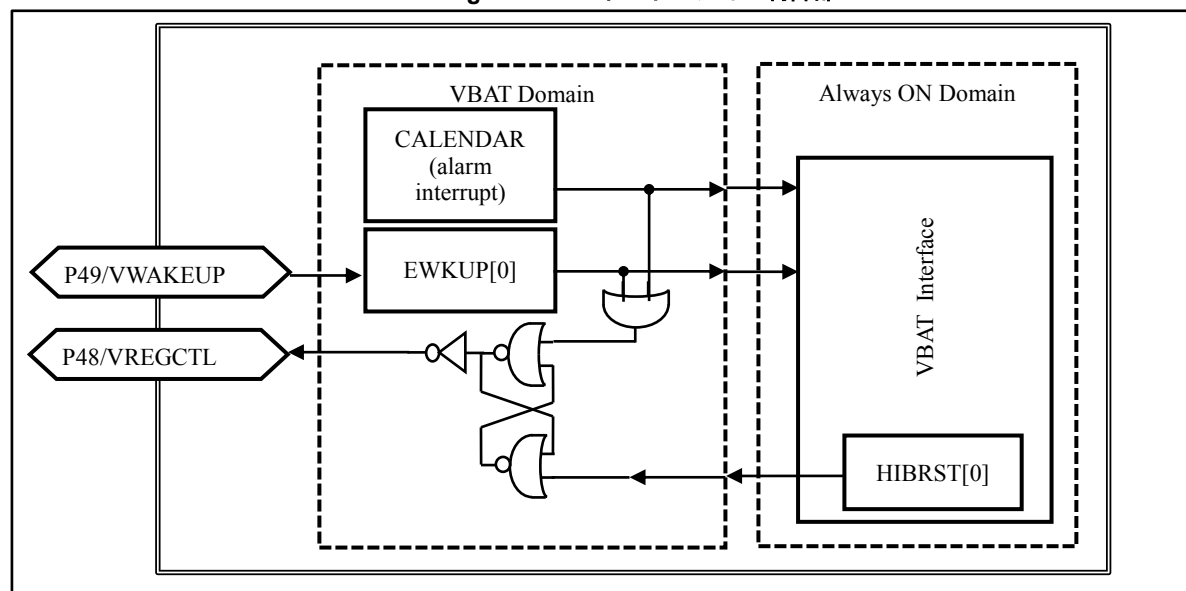 VBAT Domain
Always ON Domain
CALENDAR
(alarm
interrupt)
P49/VWAKEUP
EWKUP[0]
P48/VREGCTL
VBAT Interface
HIBRST[0]